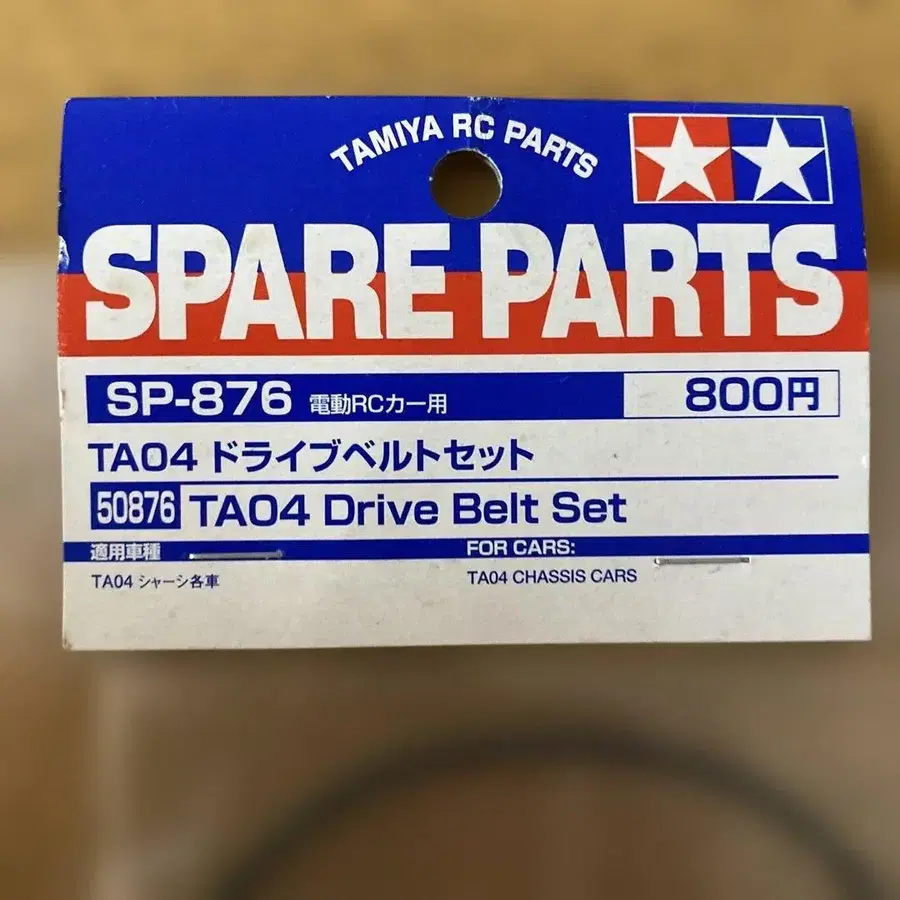 TAMIYA RC PARTS
SPARE PARTS
SP-876 電動RCカー用 800円
TA04 ドライブベルトセット
50876 TA04 Drive Belt Set
適用車種 FOR CARS:
TA04 シャーシ各車 TA04 CHASSIS CARS